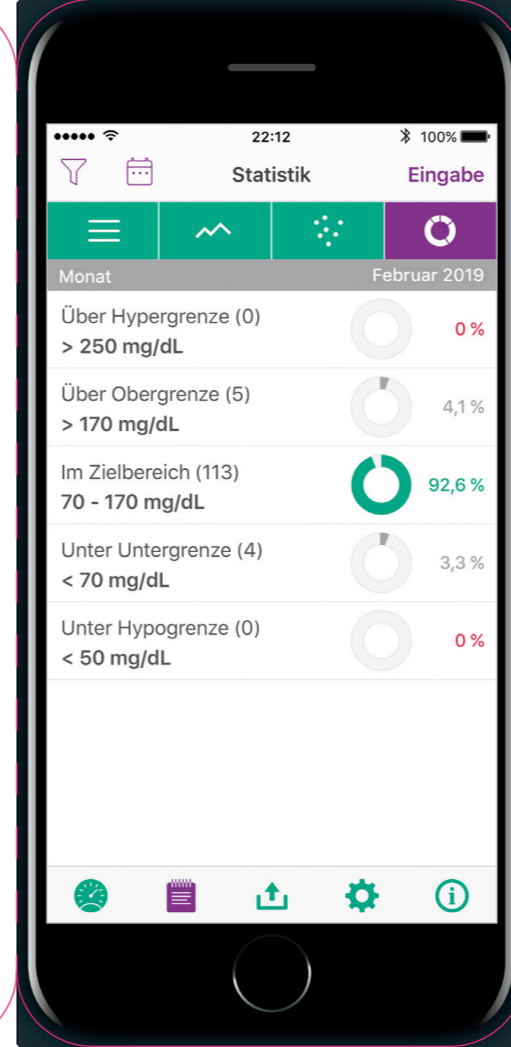 22:12
100%
Statistik
Eingabe
Monat
Februar 2019
Über Hypergrenze (0)
> 250 mg/dL
0 %
Über Obergrenze (5)
> 170 mg/dL
4,1 %
Im Zielbereich (113)
70 - 170 mg/dL
92,6 %
Unter Untergrenze (4)
< 70 mg/dL
3,3 %
Unter Hypogrenze (0)
< 50 mg/dL
0 %